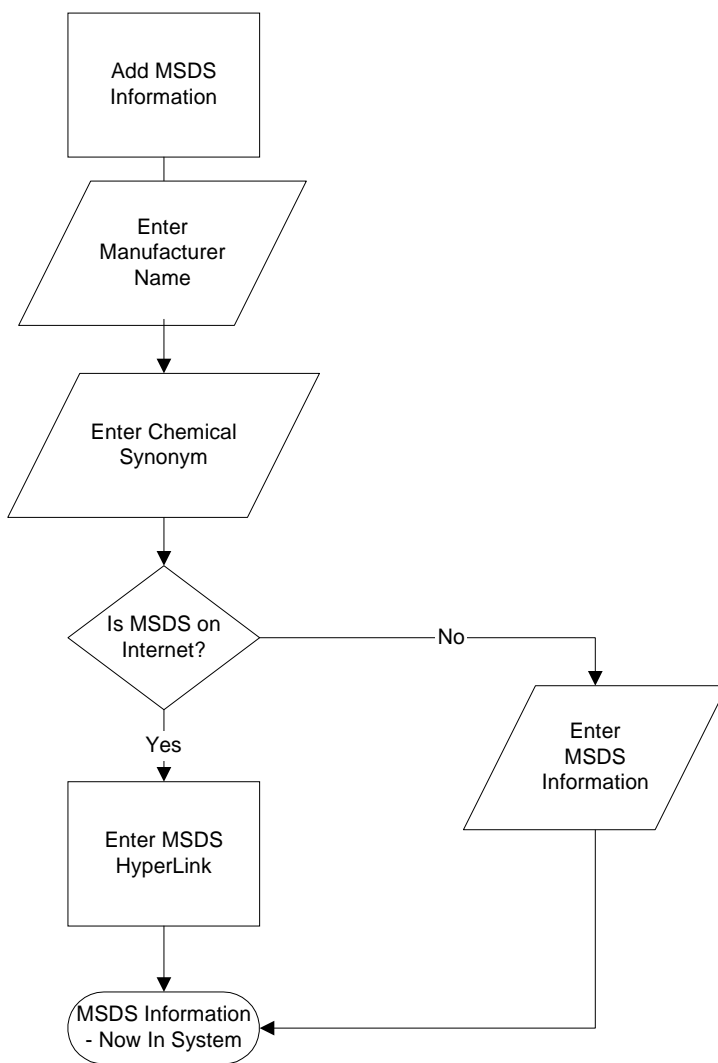 Add MSDS
Information
Enter
Manufacturer
Name
Enter Chemical
Synonym
Is MSDS on
Internet?
No
Yes
Enter
MSDS
Information
Enter MSDS
HyperLink
MSDS Information
- Now In System